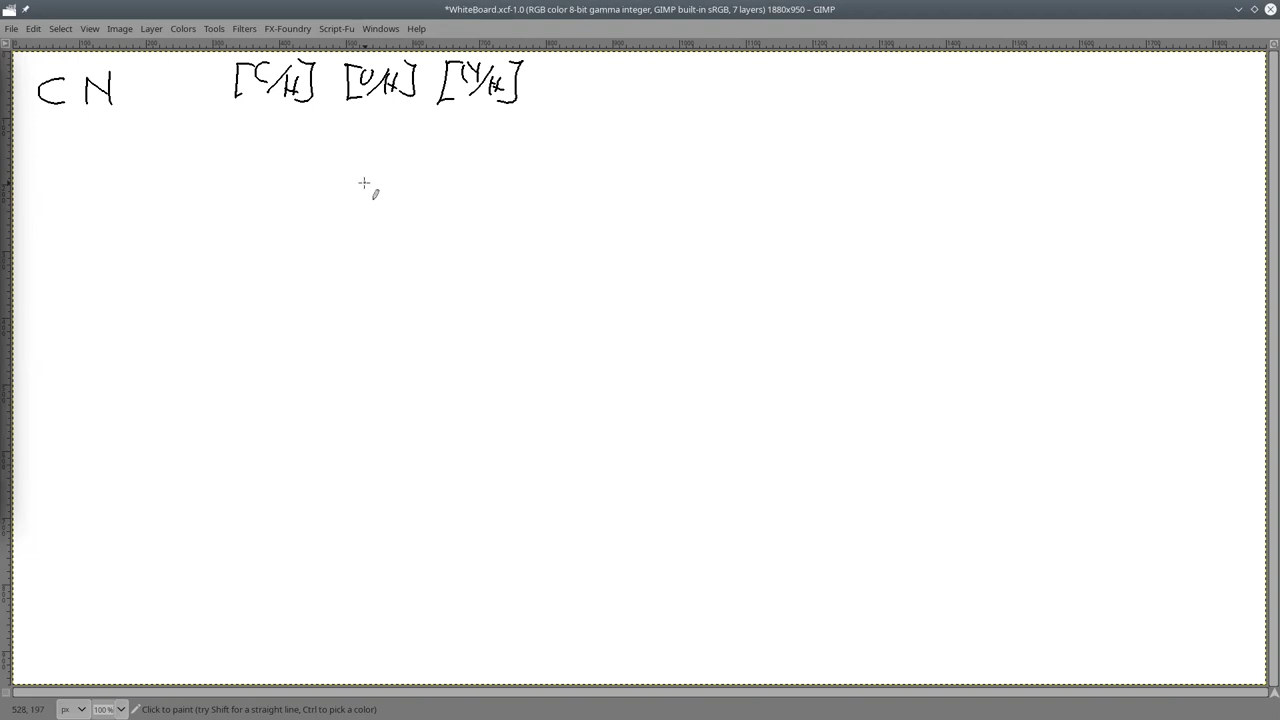 *WhiteBoard.xcf-1.0 (RGB color 8-bit gamma integer, GIMP built-in sRGB, 7 layers) 1880x950 – GIMP
File Edit Select View Image Layer Colors Tools Filters FX-Foundry Script-Fu Windows Help
C N [C/H] [O/H] [N/H]
528, 197 px 100% Click to paint (try Shift for a straight line, Ctrl to pick a color)